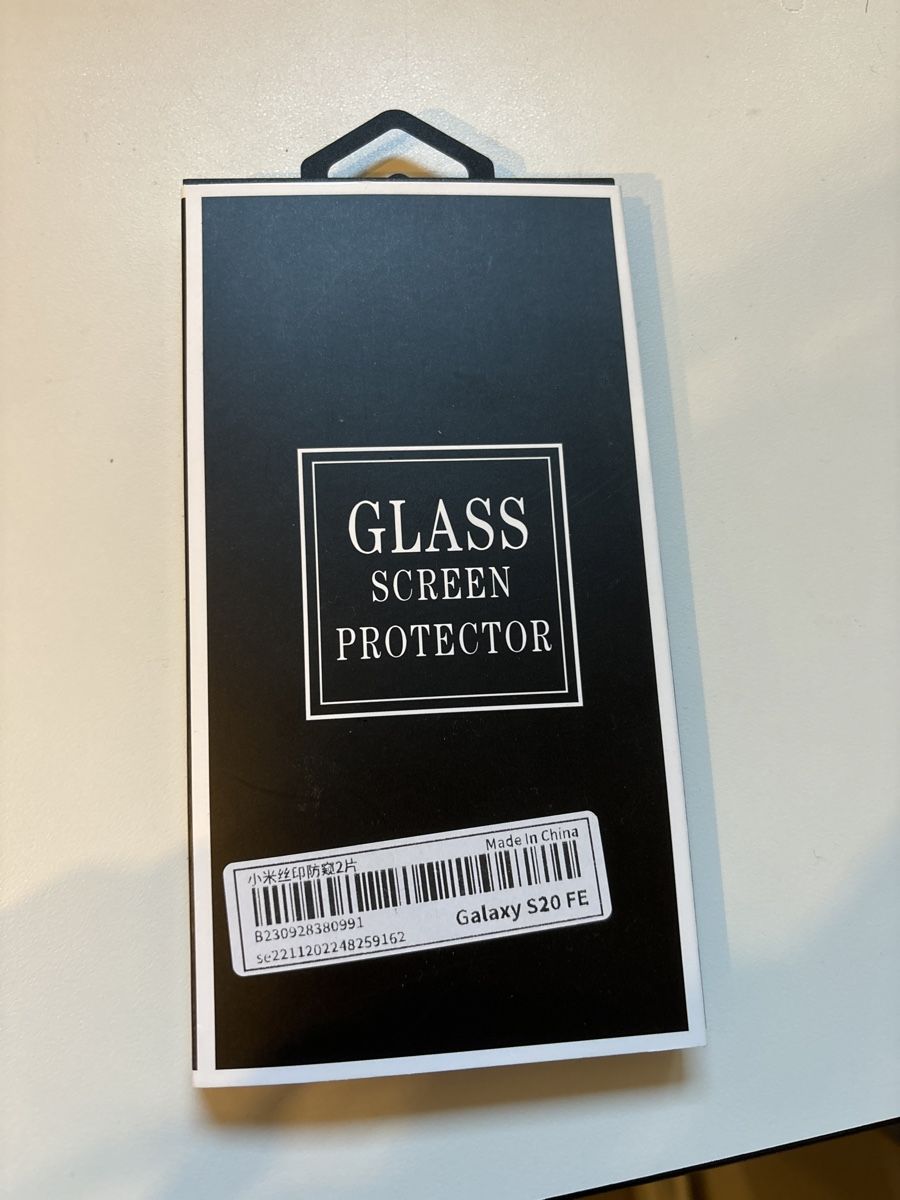 GLASS
SCREEN
PROTECTOR
小米丝印防窥2片
Made In China
B230928380991
Galaxy S20 FE
se2211202248259162